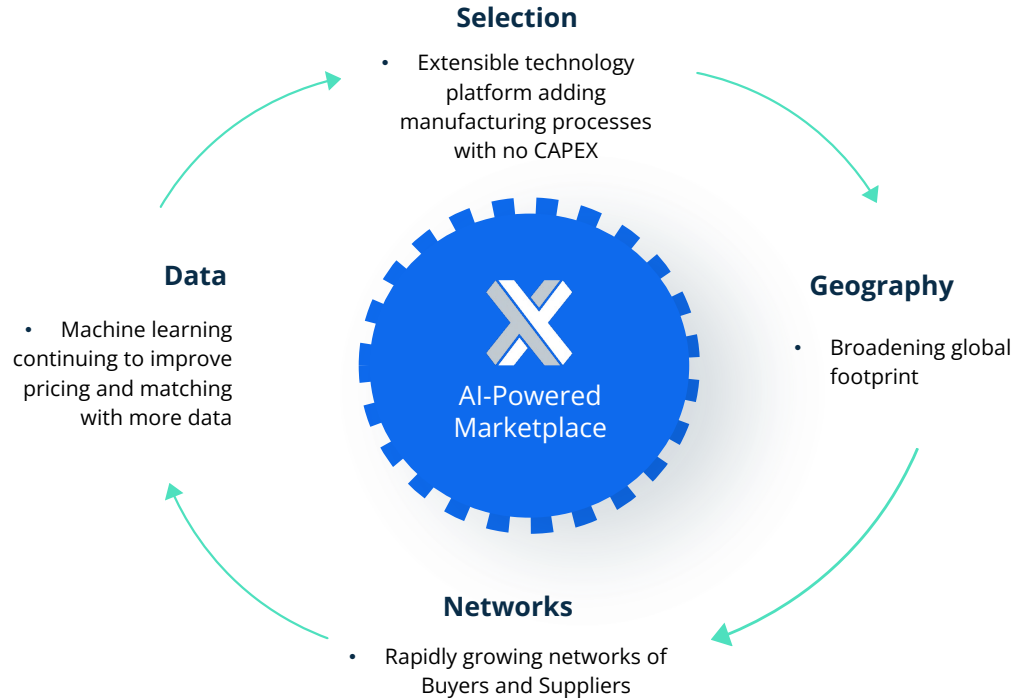 Selection
• Extensible technology
platform adding
manufacturing processes
with no CAPEX
Geography
• Broadening global
footprint
Networks
• Rapidly growing networks of
Buyers and Suppliers
Data
• Machine learning
continuing to improve
pricing and matching
with more data
AI-Powered
Marketplace